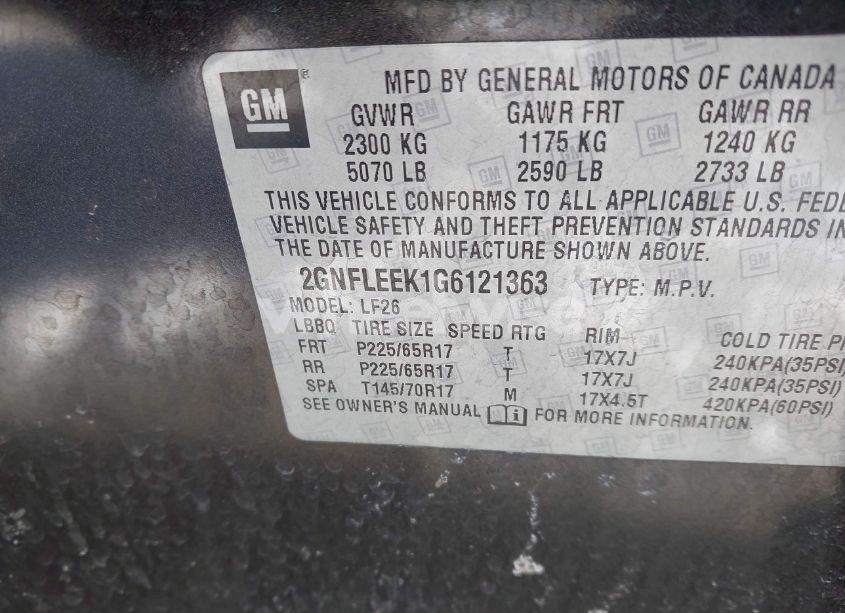 GM
®
MFD BY GENERAL MOTORS OF CANADA
GVWR GAWR FRT GAWR RR
2300 KG 1175 KG 1240 KG
5070 LB 2590 LB 2733 LB
THIS VEHICLE CONFORMS TO ALL APPLICABLE U.S. FEDE
VEHICLE SAFETY AND THEFT PREVENTION STANDARDS IN
THE DATE OF MANUFACTURE SHOWN ABOVE.
2GNFLEEK1G6121363 TYPE: M.P.V.
MODEL: LF26
LBBQ TIRE SIZE SPEED RTG RIM COLD TIRE PR
FRT P225/65R17 T 17X7J 240KPA(35PSI)
RR P225/65R17 T 17X7J 240KPA(35PSI)
SPA T145/70R17 M 17X4.5T 420KPA(60PSI)
SEE OWNER'S MANUAL FOR MORE INFORMATION.